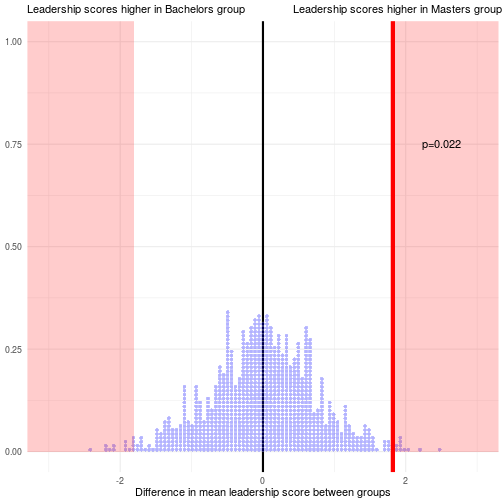 Leadership scores higher in Bachelors group
Leadership scores higher in Masters group
1.00
0.75
p=0.022
0.50
0.25
0.00
-2
0
2
Difference in mean leadership score between groups